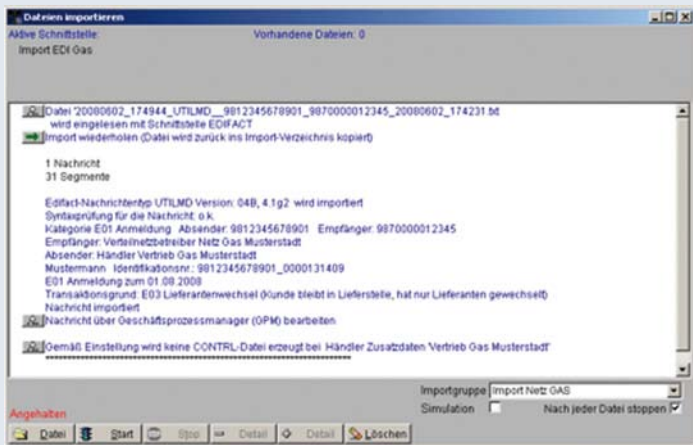 Dateien importieren
Aktive Schnittstelle: Vorhandene Dateien: 0
Import EDI Gas
Datei '20080602_174944_UTILMD__9812345678901_9870000012345_20080602_174231.txt
wird eingelesen mit Schnittstelle EDIFACT
Import wiederholen (Datei wird zurück ins Import-Verzeichnis kopiert)
1 Nachricht
31 Segmente
Edifact-Nachrichtentyp UTILMD Version: 04B, 4.1g2 wird importiert
Syntaxprüfung für die Nachricht: o.k.
Kategorie E01 Anmeldung Absender: 9812345678901 Empfänger: 9870000012345
Empfänger: Verteilnetzbetreiber Netz Gas Musterstadt
Absender: Händler Vertrieb Gas Musterstadt
Mustermann Identifikationsnr.: 9812345678901_0000131409
E01 Anmeldung zum 01.08.2008
Transaktionsgrund: E03 Lieferantenwechsel (Kunde bleibt in Lieferstelle, hat nur Lieferanten gewechselt)
Nachricht importiert
Nachricht über Geschäftsprozessmanager (GPM) bearbeiten
Gemäß Einstellung wird keine CONTRL-Datei erzeugt bei Händler Zusatzdaten 'Vertrieb Gas Musterstadt'
Importgruppe Import Netz GAS
Simulation Nach jeder Datei stoppen
Angehalten
Datei Start Stop Detail Detail Löschen